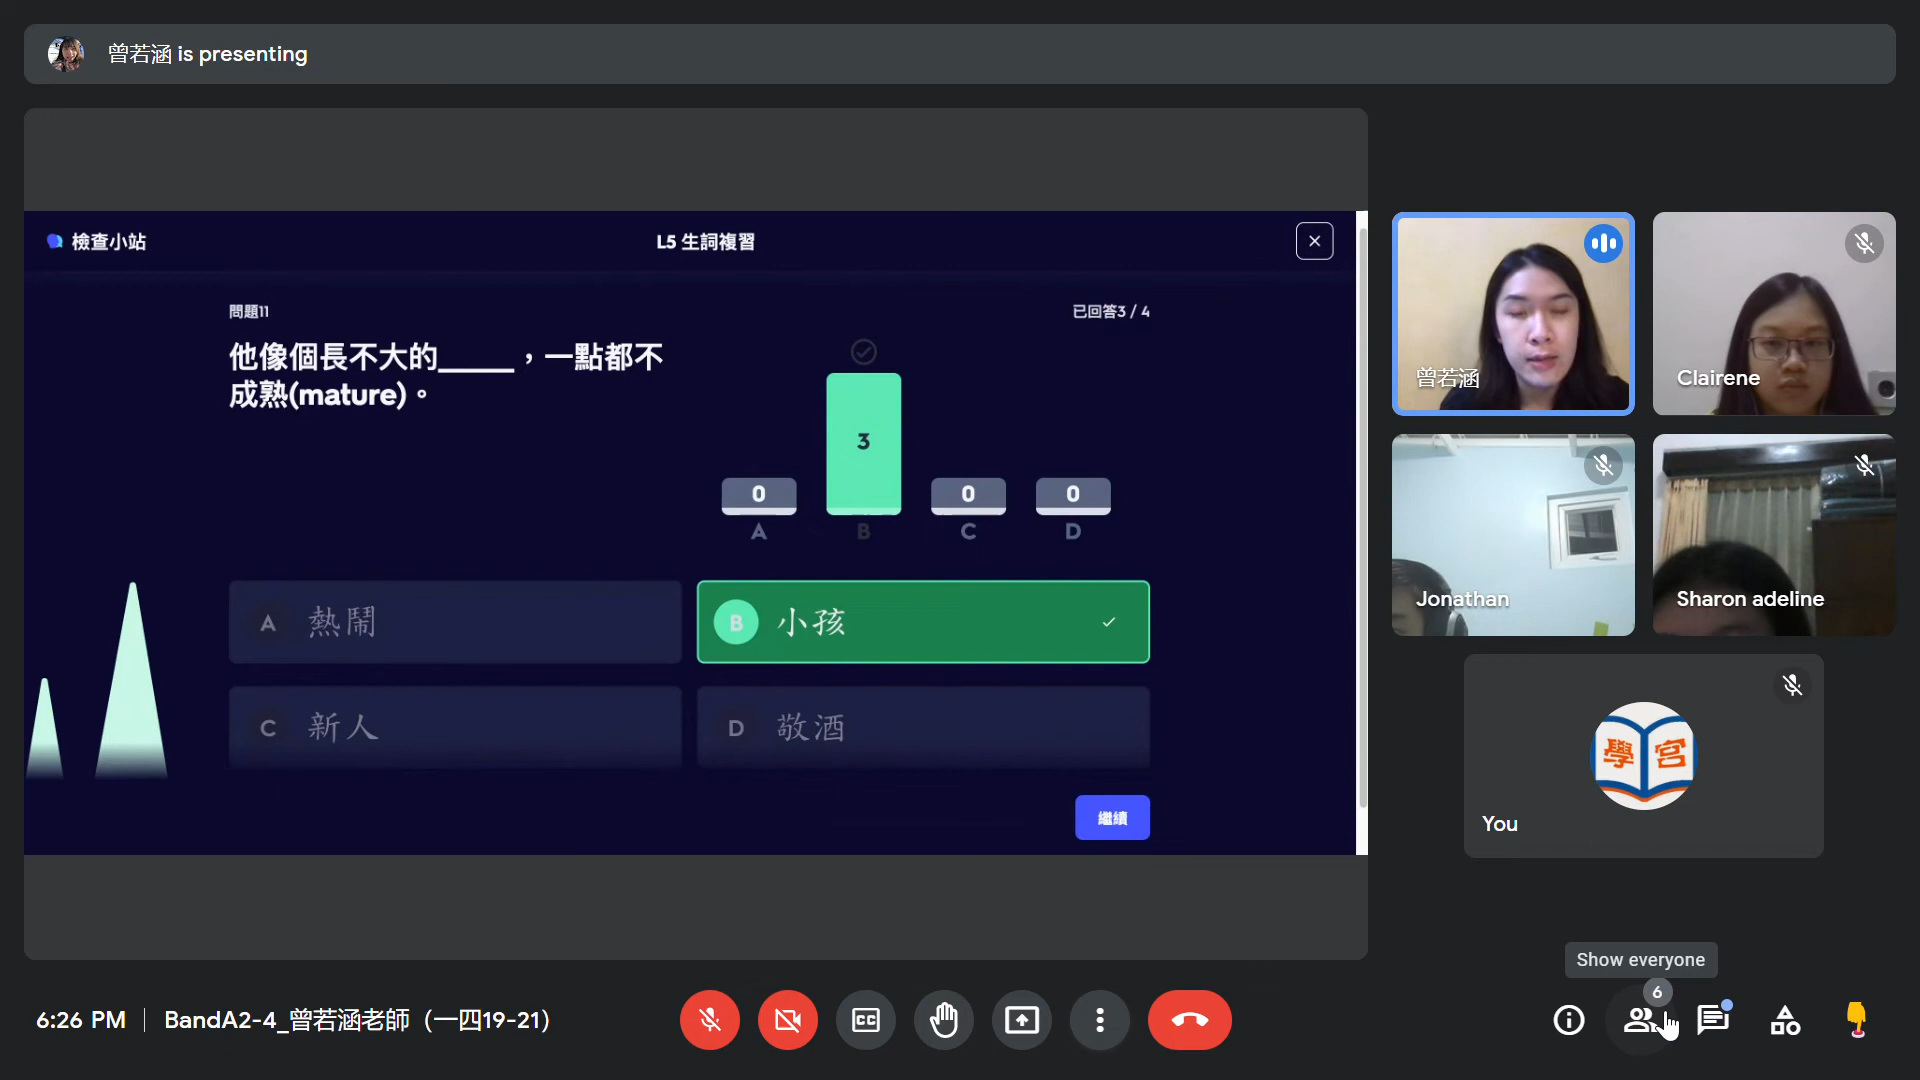 曾若涵 is presenting
檢查小站
L5 生詞複習
問題11
已回答3 / 4
他像個長不大的_____，一點都不
成熟(mature)。
3
0
0
0
A
B
C
D
A 熱鬧
B 小孩
C 新人
D 敬酒
繼續
曾若涵
Clairene
Jonathan
Sharon adeline
學宮
You
Show everyone
6
6:26 PM
BandA2-4_曾若涵老師（一四19-21）
CC